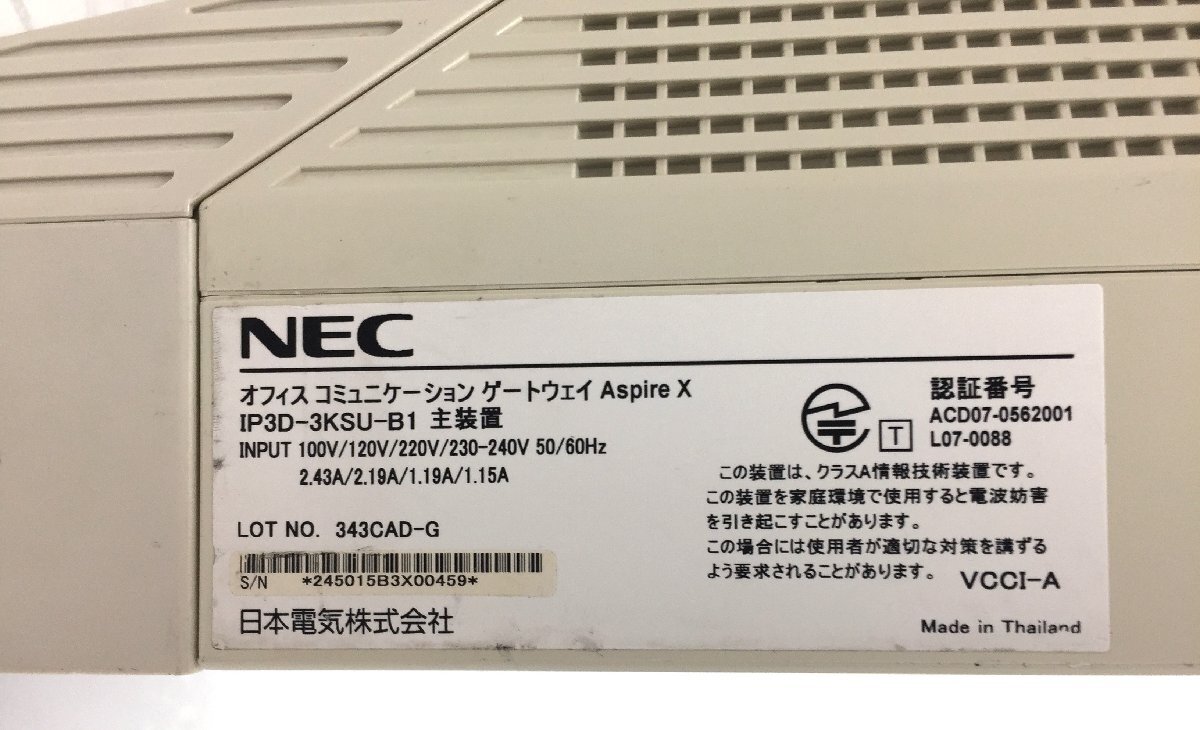 NEC
オフィス コミュニケーション ゲートウェイ Aspire X
IP3D-3KSU-B1 主装置
INPUT 100V/120V/220V/230-240V 50/60Hz
2.43A/2.19A/1.19A/1.15A
LOT NO. 343CAD-G
S/N *245015B3X00459*
日本電気株式会社
T
認証番号
ACD07-0562001
L07-0088
この装置は、クラスA情報技術装置です。
この装置を家庭環境で使用すると電波妨害
を引き起こすことがあります。
この場合には使用者が適切な対策を講ずる
よう要求されることがあります。 VCCI-A
Made in Thailand